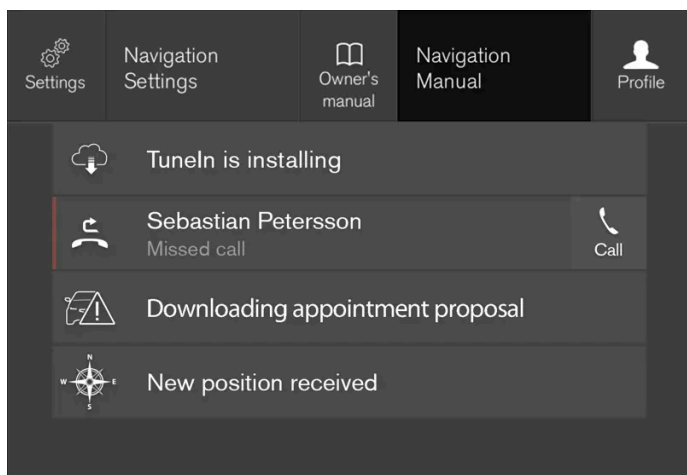 Settings
Navigation
Settings
Owner's
manual
Navigation
Manual
Profile
TuneIn is installing
Sebastian Petersson
Missed call
Call
Downloading appointment proposal
N
W
E
S
New position received